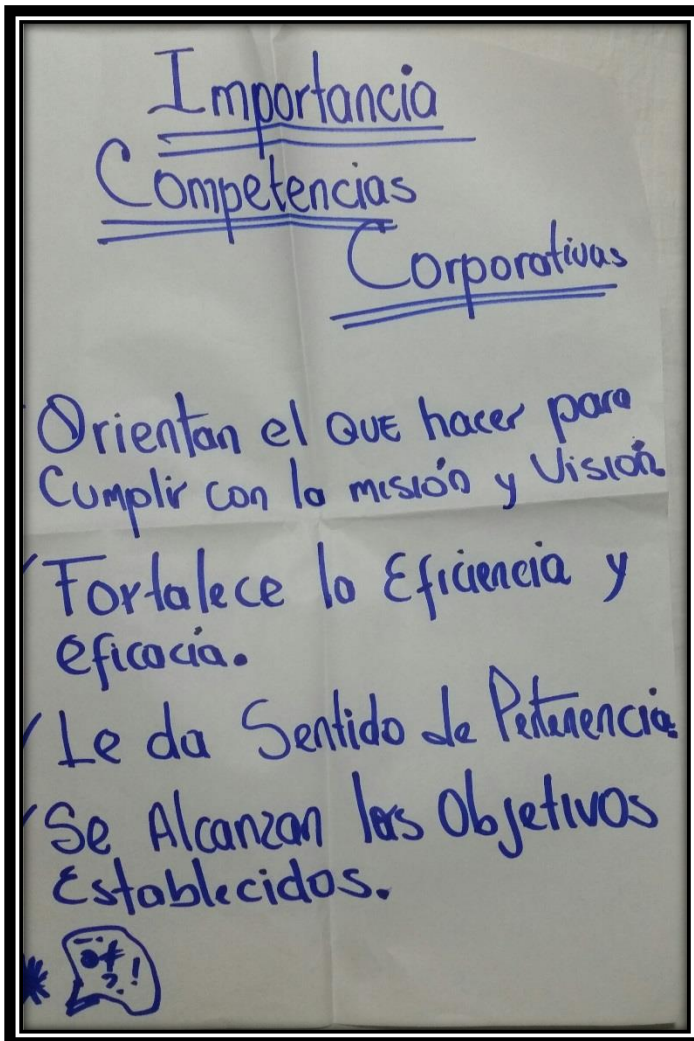 Importancia
Competencias
Corporativas
Orientan el QUE hacer para
Cumplir con la misión y Visión
Fortalece la Eficiencia y
eficacia.
Le da Sentido de Pertenencia.
Se Alcanzan los Objetivos
Establecidos.